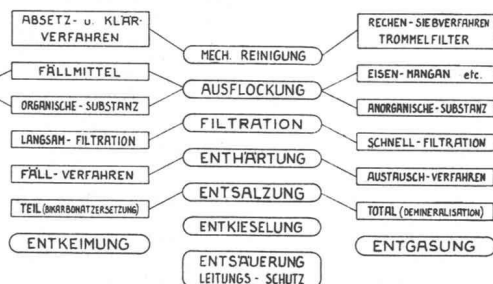 ABSETZ- u. KLÄR-
VERFAHREN
MECH. REINIGUNG
RECHEN-SIEBVERFAHREN
TROMMELFILTER
FÄLLMITTEL
AUSFLOCKUNG
EISEN-MANGAN etc.
ORGANISCHE-SUBSTANZ
ANORGANISCHE-SUBSTANZ
FILTRATION
LANGSAM-FILTRATION
SCHNELL-FILTRATION
ENTHÄRTUNG
FÄLL-VERFAHREN
AUSTAUSCH-VERFAHREN
ENTSALZUNG
TEIL (BIKARBONATZERSETZUNG)
TOTAL (DEMINERALISATION)
ENTKIESELUNG
ENTKEIMUNG
ENTGASUNG
ENTSÄUERUNG
LEITUNGS-SCHUTZ